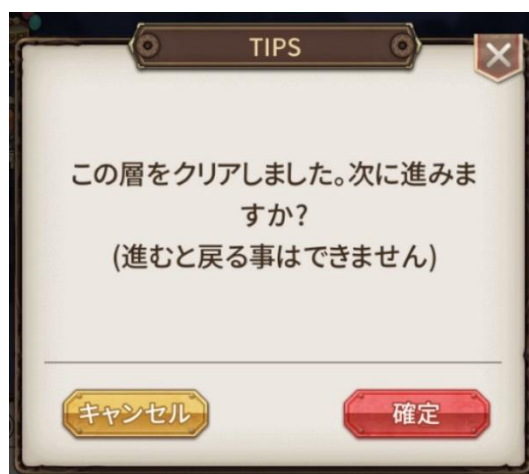 TIPS
この層をクリアしました。次に進みま
すか?
(進むと戻る事はできません)
キャンセル
確定